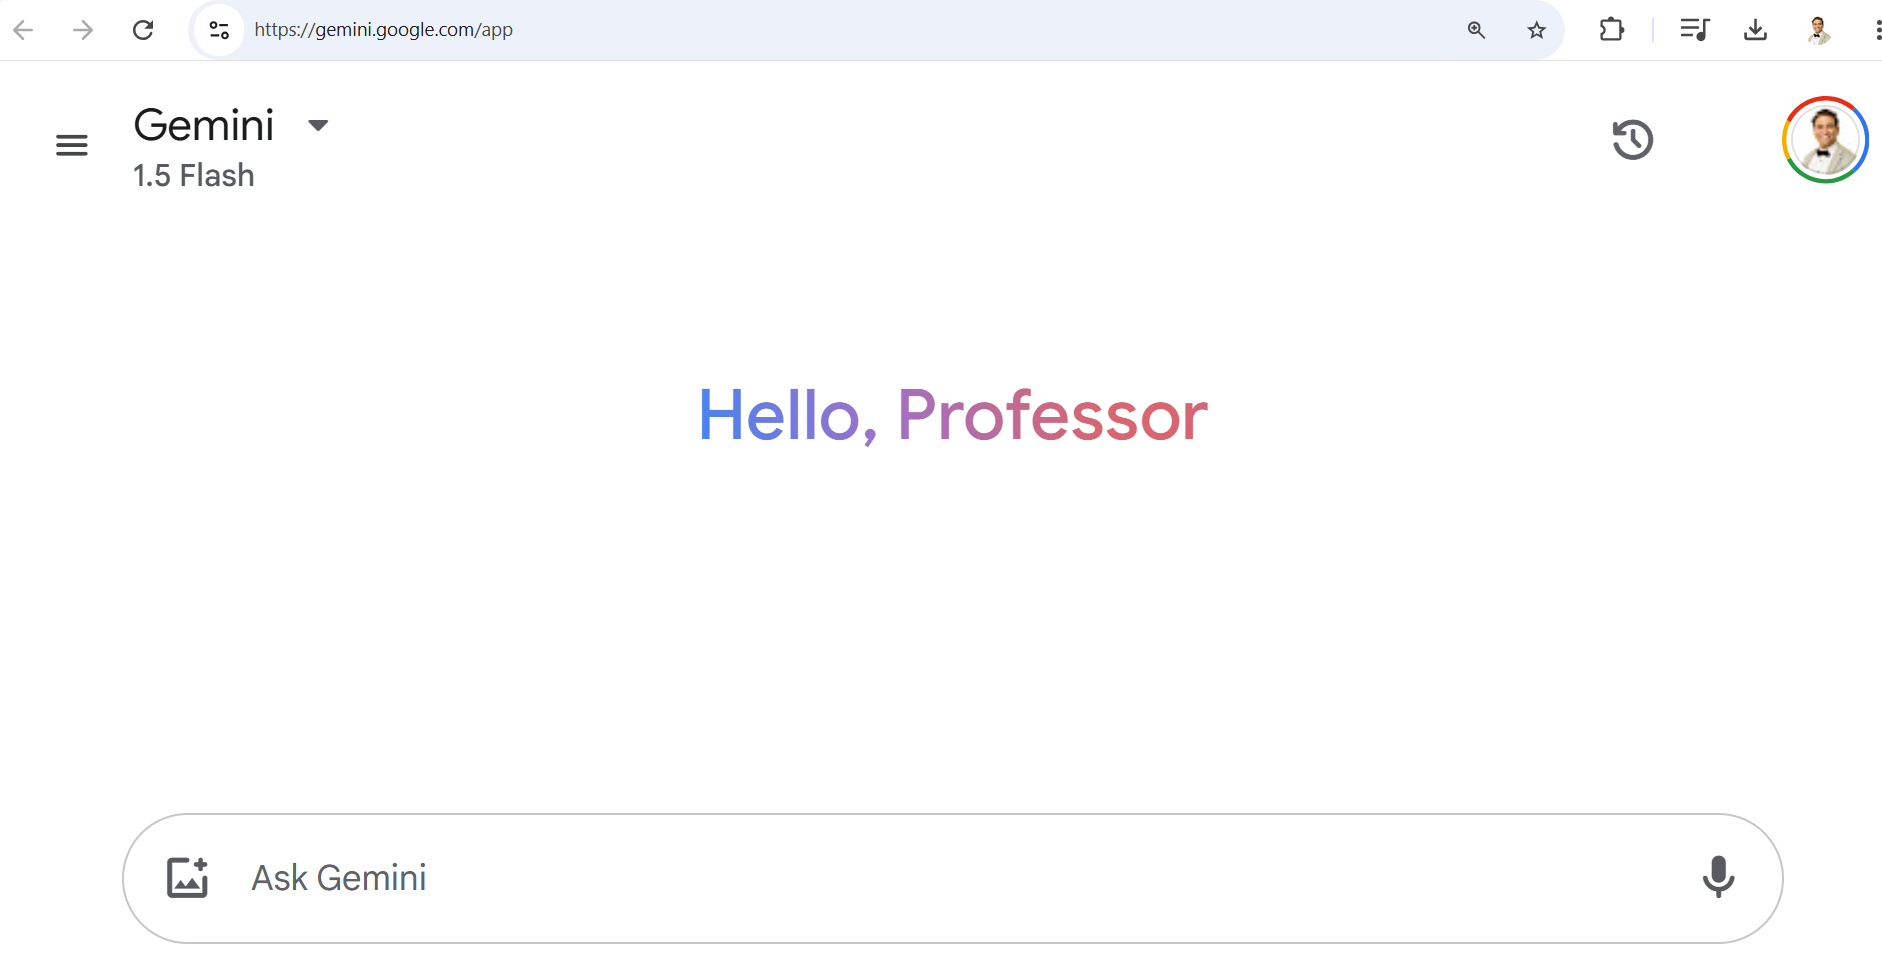 https://gemini.google.com/app
Gemini
1.5 Flash
Hello, Professor
Ask Gemini